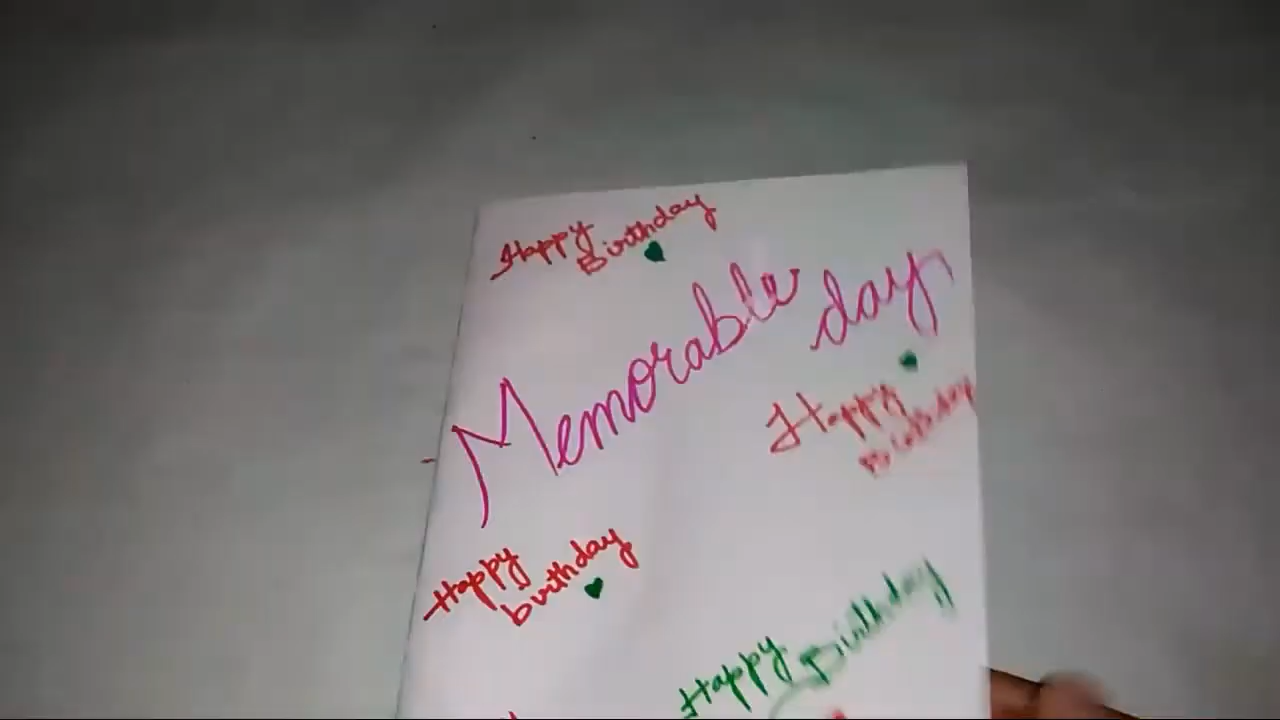 Happy
Birthday
Memorable day
Happy
Birthday
Happy
birthday
Happy Birthday